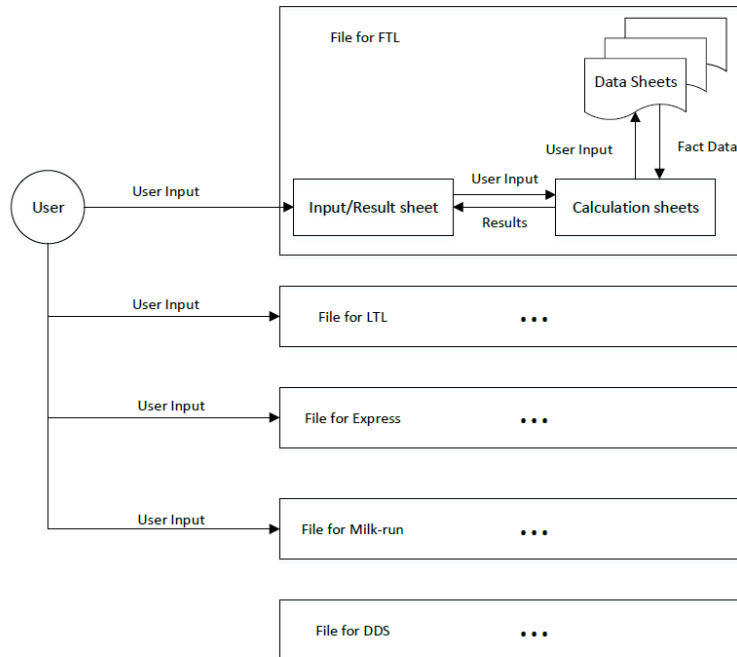 File for FTL
Data Sheets
User Input
Fact Data
User Input
User Input
User
Input/Result sheet
Calculation sheets
Results
User Input
File for LTL
...
User Input
File for Express
...
User Input
File for Milk-run
...
File for DDS
...